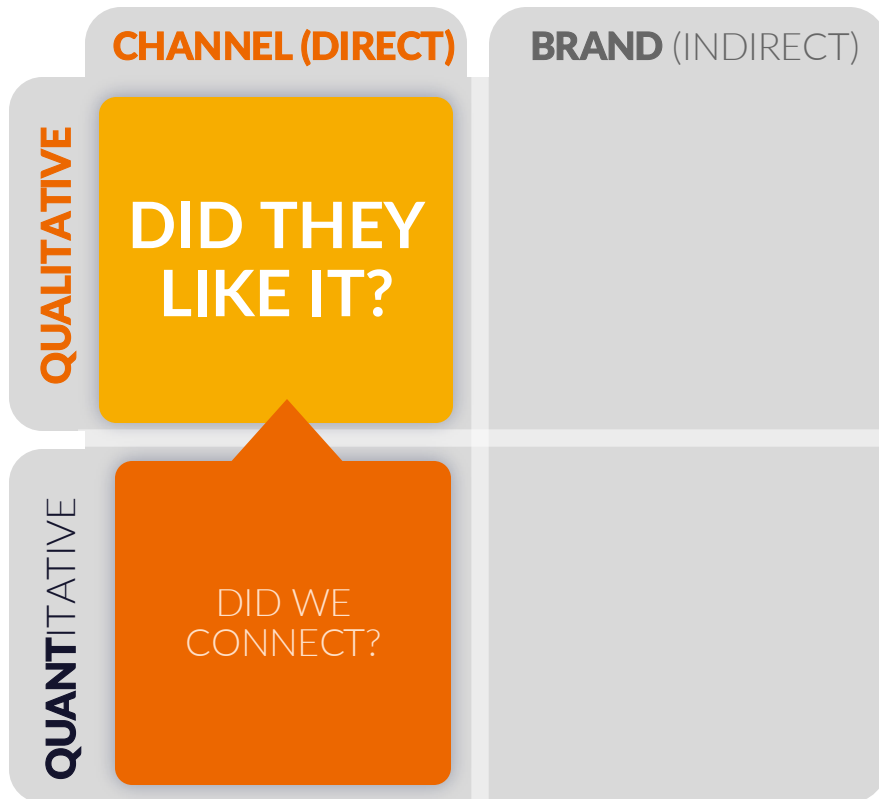 CHANNEL (DIRECT)
BRAND (INDIRECT)
QUALITATIVE
DID THEY
LIKE IT?
QUANTITATIVE
DID WE
CONNECT?